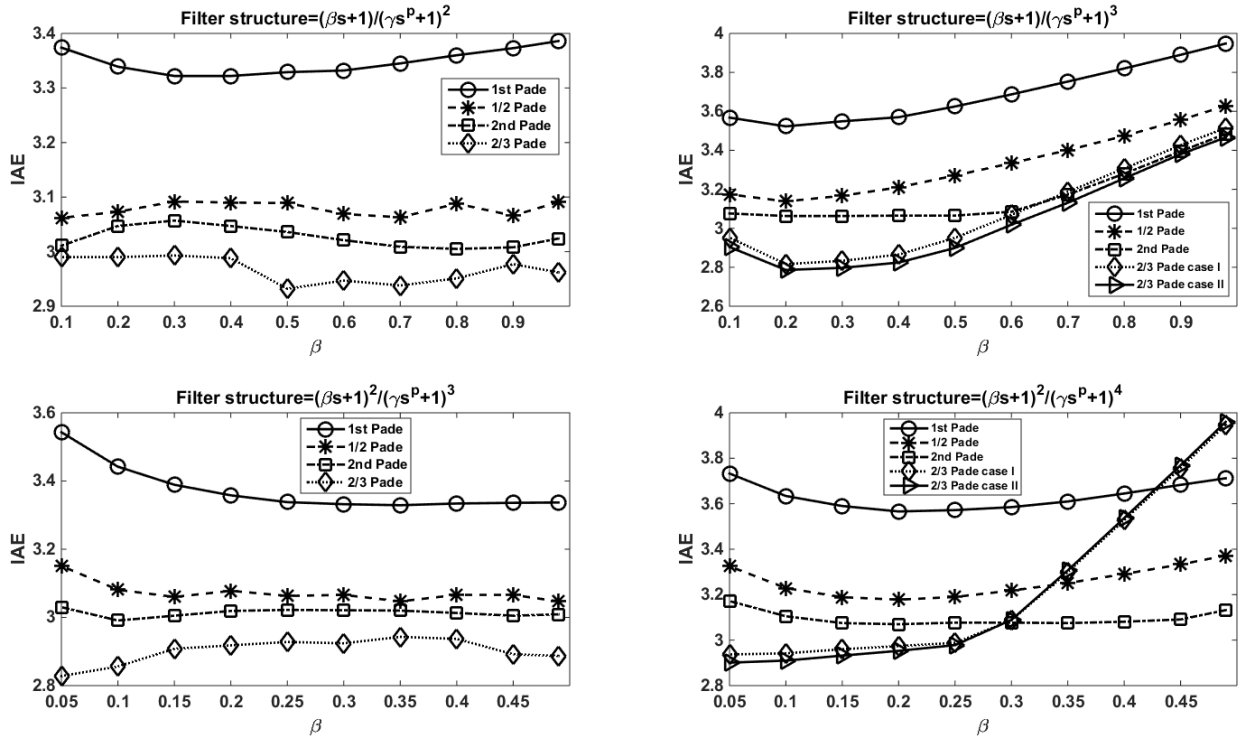 Filter structure=(βs+1)/(γs^p+1)^2
3.4
3.3
3.2
3.1
3
2.9
IAE
1st Pade
1/2 Pade
2nd Pade
2/3 Pade
0.1 0.2 0.3 0.4 0.5 0.6 0.7 0.8 0.9
β
Filter structure=(βs+1)/(γs^p+1)^3
4
3.8
3.6
3.4
3.2
3
2.8
2.6
IAE
1st Pade
1/2 Pade
2nd Pade
2/3 Pade case I
2/3 Pade case II
0.1 0.2 0.3 0.4 0.5 0.6 0.7 0.8 0.9
β
Filter structure=(βs+1)^2/(γs^p+1)^3
3.6
3.4
3.2
3
2.8
IAE
1st Pade
1/2 Pade
2nd Pade
2/3 Pade
0.05 0.1 0.15 0.2 0.25 0.3 0.35 0.4 0.45
β
Filter structure=(βs+1)^2/(γs^p+1)^4
4
3.8
3.6
3.4
3.2
3
2.8
IAE
1st Pade
1/2 Pade
2nd Pade
2/3 Pade case I
2/3 Pade case II
0.05 0.1 0.15 0.2 0.25 0.3 0.35 0.4 0.45
β